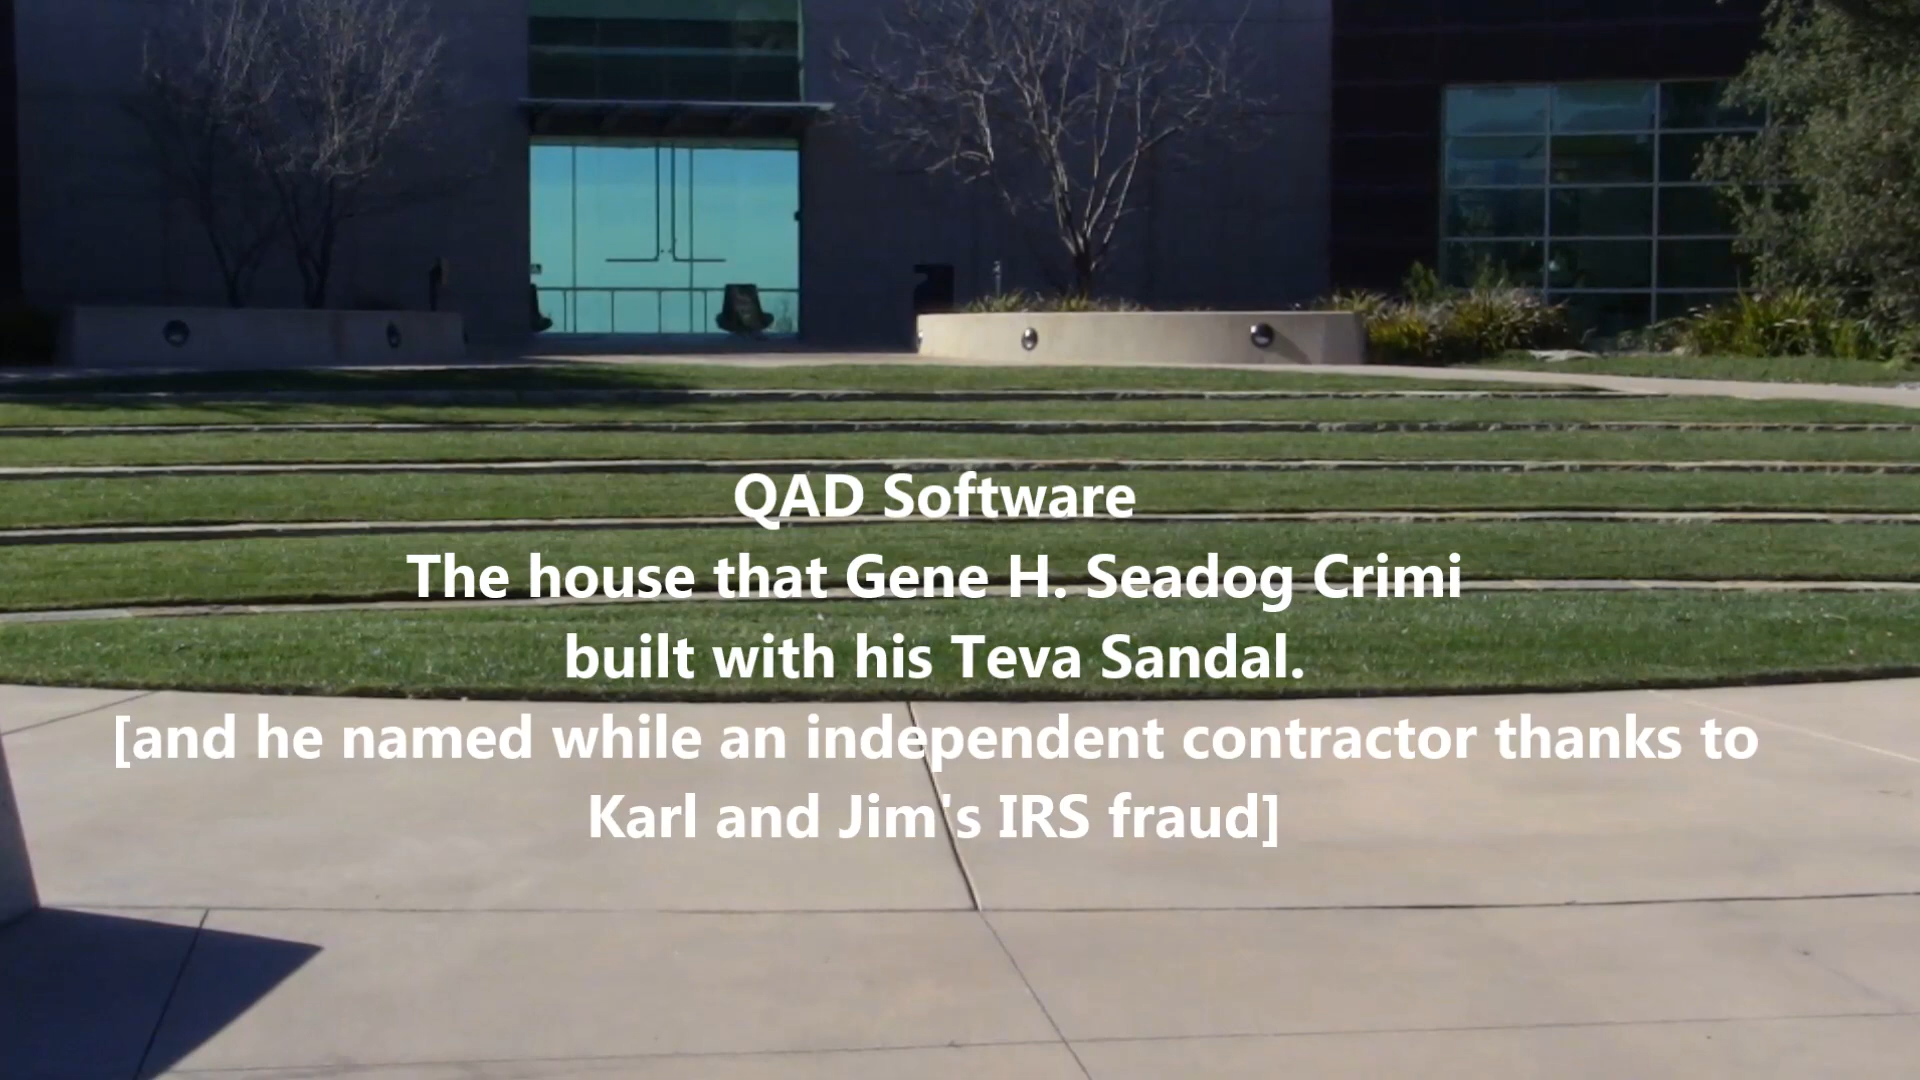 QAD Software
The house that Gene H. Seadog Crimi
built with his Teva Sandal.
[and he named while an independent contractor thanks to
Karl and Jim's IRS fraud]